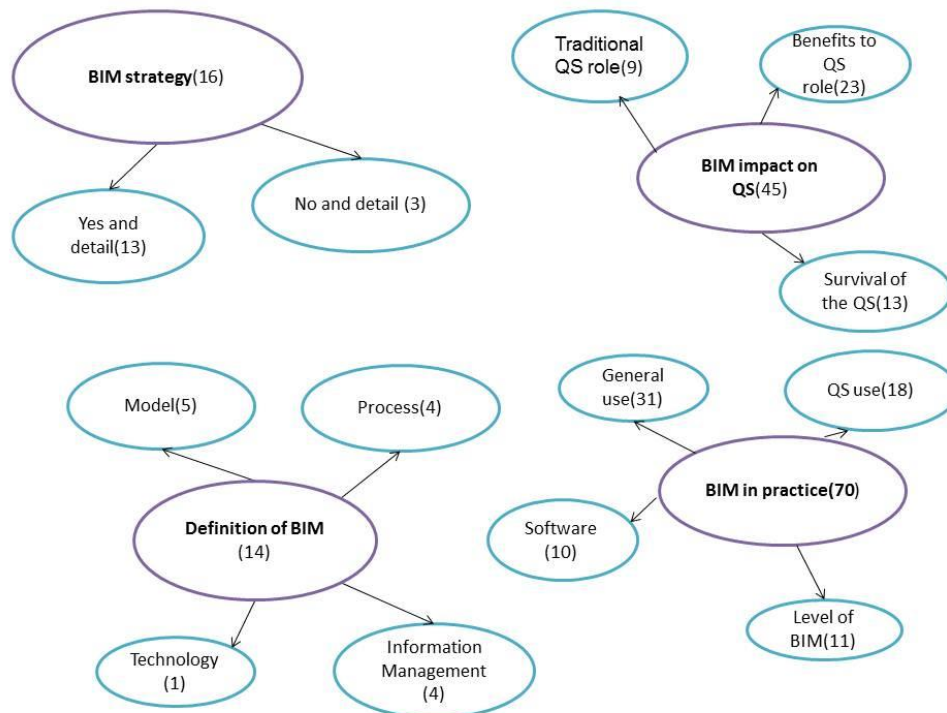 BIM strategy(16)
Yes and
detail(13)
No and detail (3)
Traditional
QS role(9)
Benefits to
QS
role(23)
BIM impact on
QS(45)
Survival of
the QS(13)
Model(5)
Process(4)
Definition of BIM
(14)
Technology
(1)
Information
Management
(4)
General
use(31)
QS use(18)
BIM in practice(70)
Software
(10)
Level of
BIM(11)